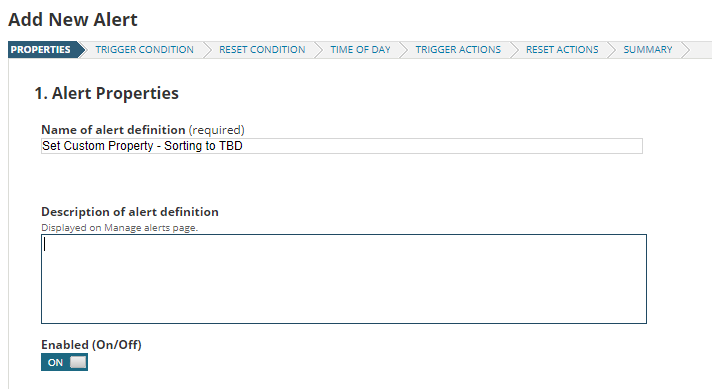 Add New Alert
PROPERTIES TRIGGER CONDITION RESET CONDITION TIME OF DAY TRIGGER ACTIONS RESET ACTIONS SUMMARY
1. Alert Properties
Name of alert definition (required)
Set Custom Property - Sorting to TBD
Description of alert definition
Displayed on Manage alerts page.
Enabled (On/Off)
ON